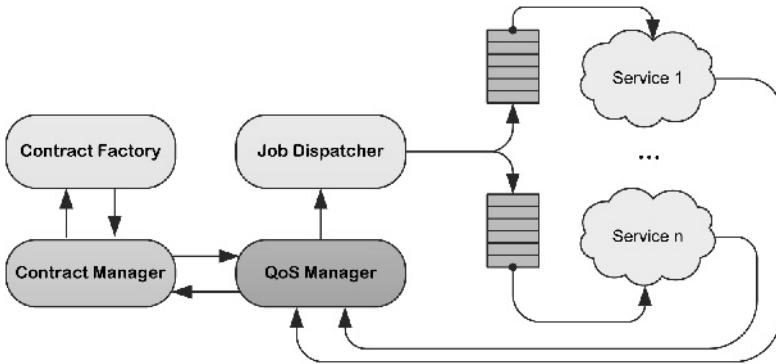 Service 1
Contract Factory
Job Dispatcher
...
Contract Manager
QoS Manager
Service n